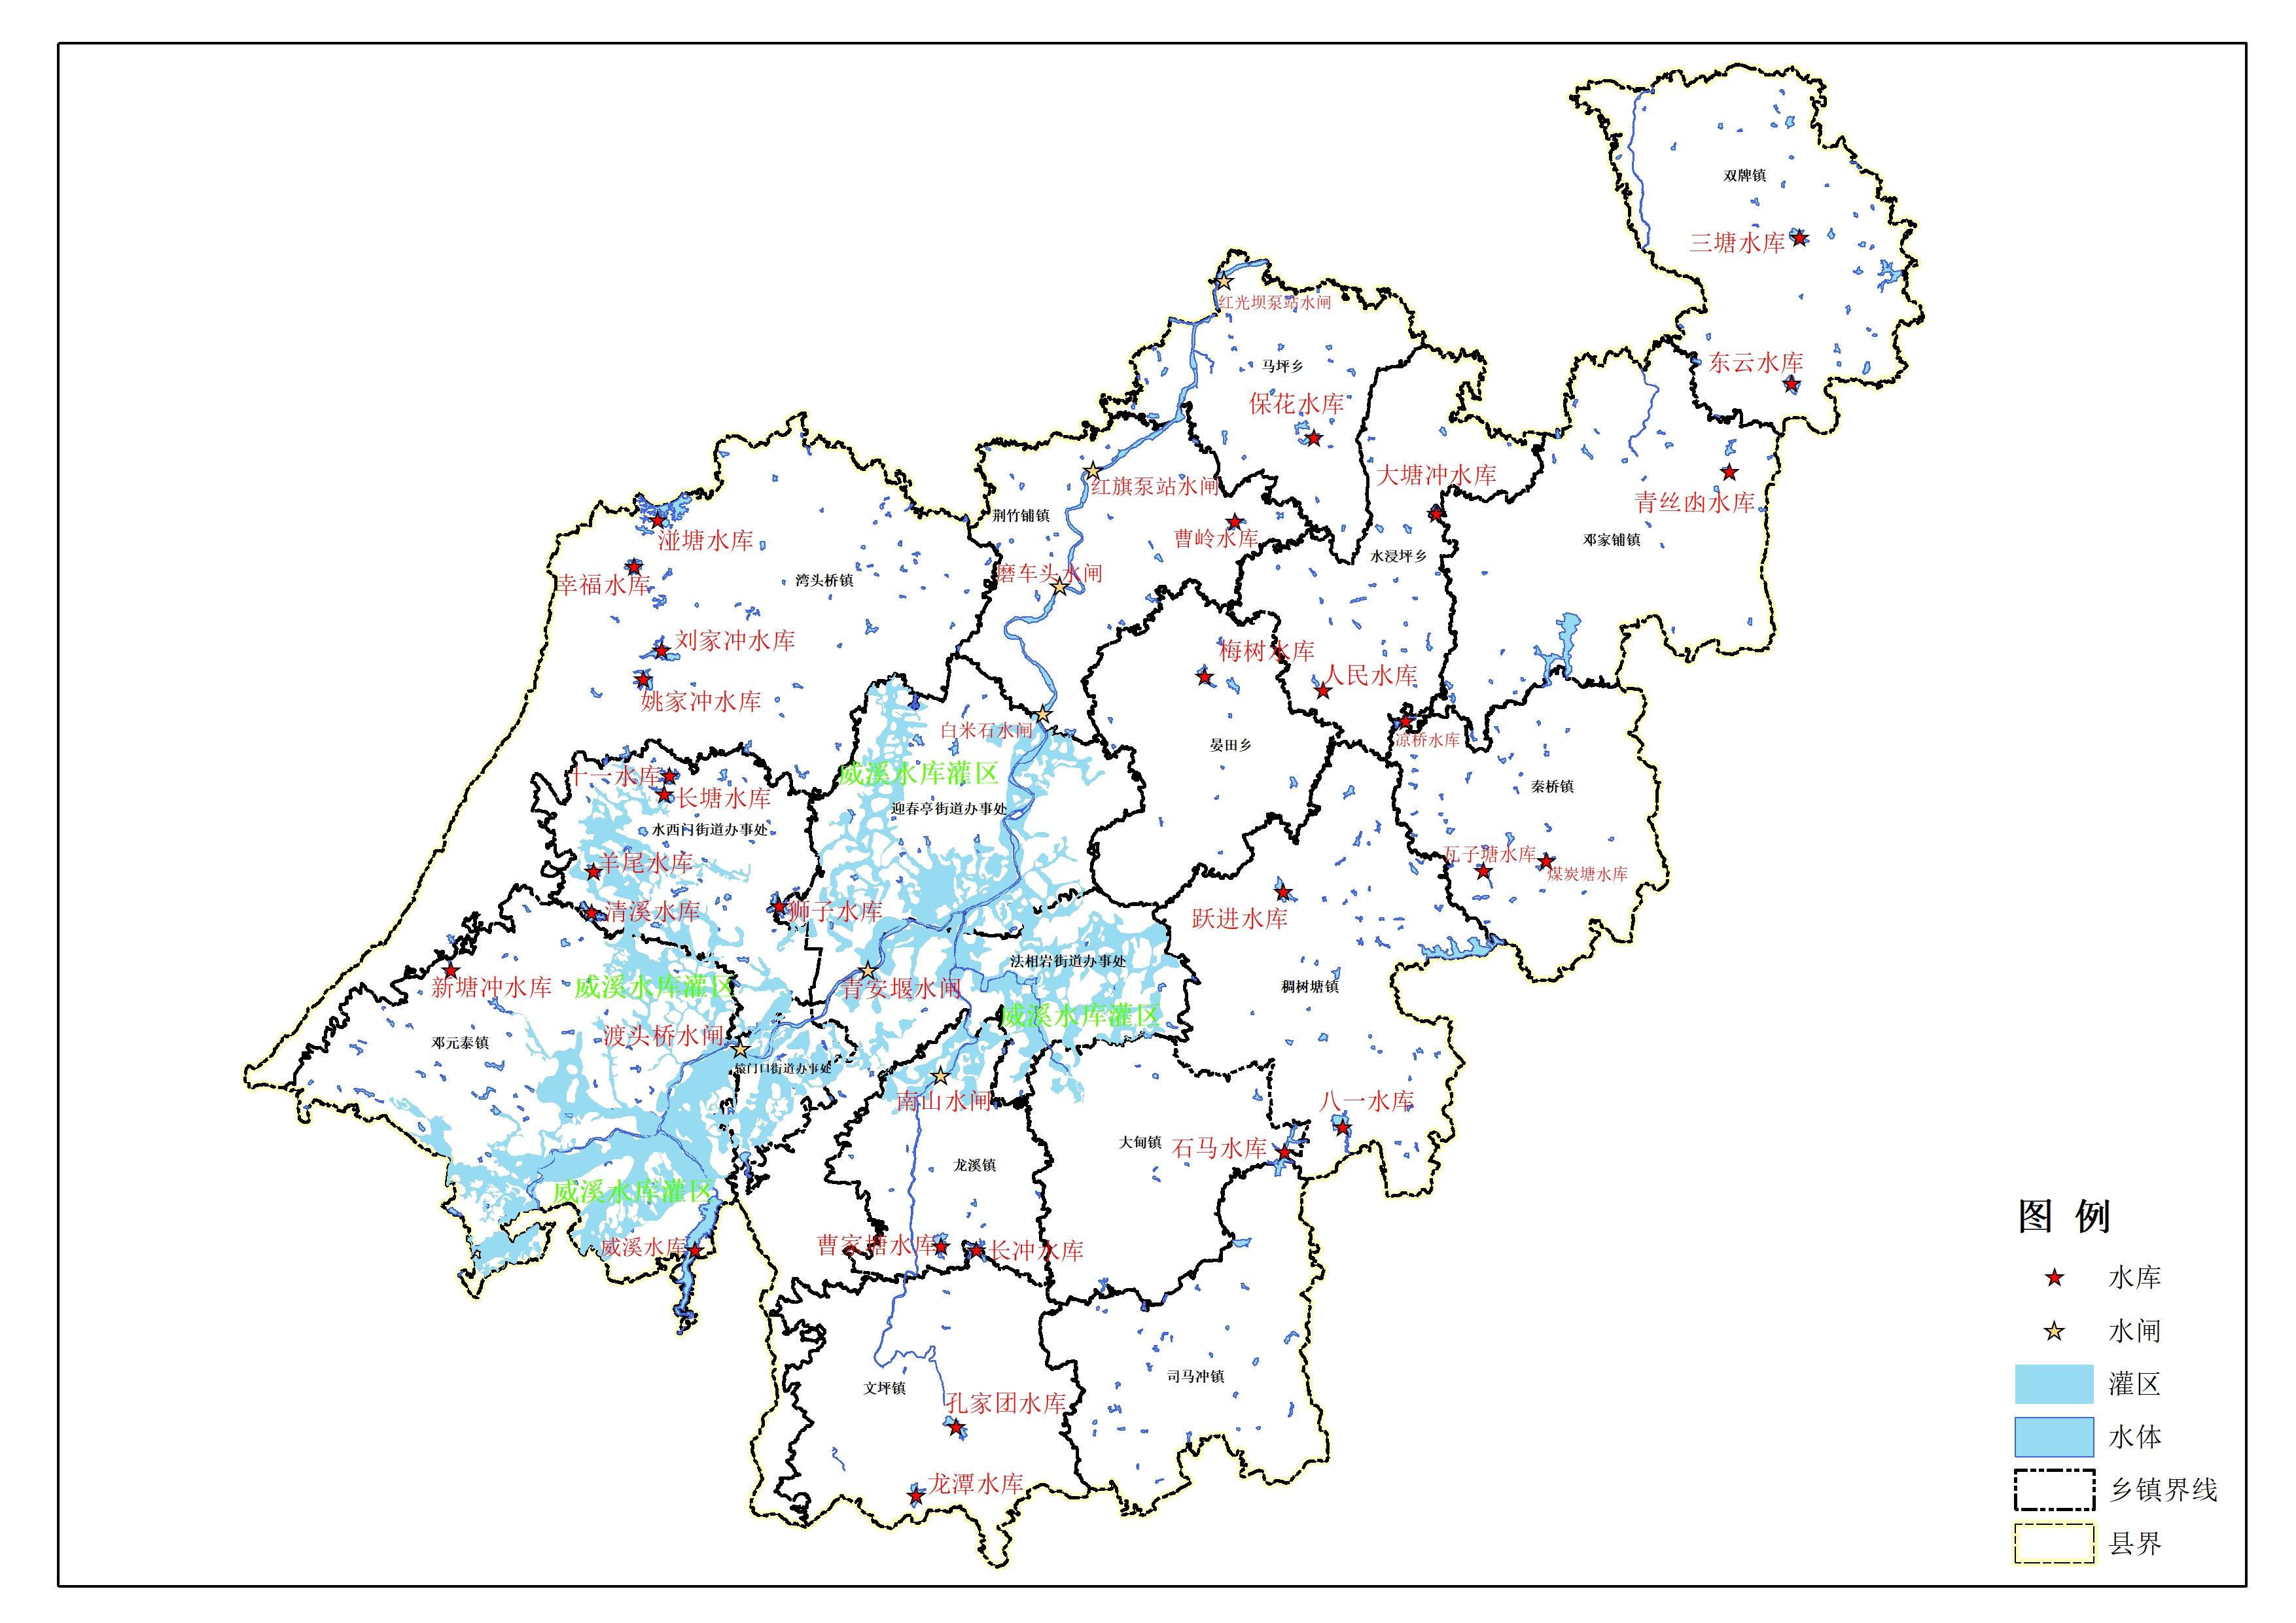 双牌镇
三塘水库
红光坝泵站水闸
马坪乡
东云水库
保花水库
大塘冲水库
红旗泵站水闸
青丝凼水库
荆竹铺镇
曹岭水库
湴塘水库
邓家铺镇
水浸坪乡
磨车头水闸
幸福水库
湾头桥镇
刘家冲水库
梅树水库
人民水库
姚家冲水库
白米石水闸
凉桥水库
晏田乡
威溪水库灌区
十一水库
秦桥镇
长塘水库
迎春亭街道办事处
水西门街道办事处
瓦子塘水库
羊尾水库
煤炭塘水库
清溪水库
狮子水库
跃进水库
法相岩街道办事处
新塘冲水库
威溪水库灌区
青安堰水闸
稠树塘镇
威溪水库灌区
渡头桥水闸
邓元泰镇
辕门口街道办事处
南山水闸
八一水库
大甸镇
石马水库
龙溪镇
威溪水库灌区
威溪水库
曹家塘水库
长冲水库
司马冲镇
文坪镇
孔家团水库
龙潭水库
图 例
水库
水闸
灌区
水体
乡镇界线
县界